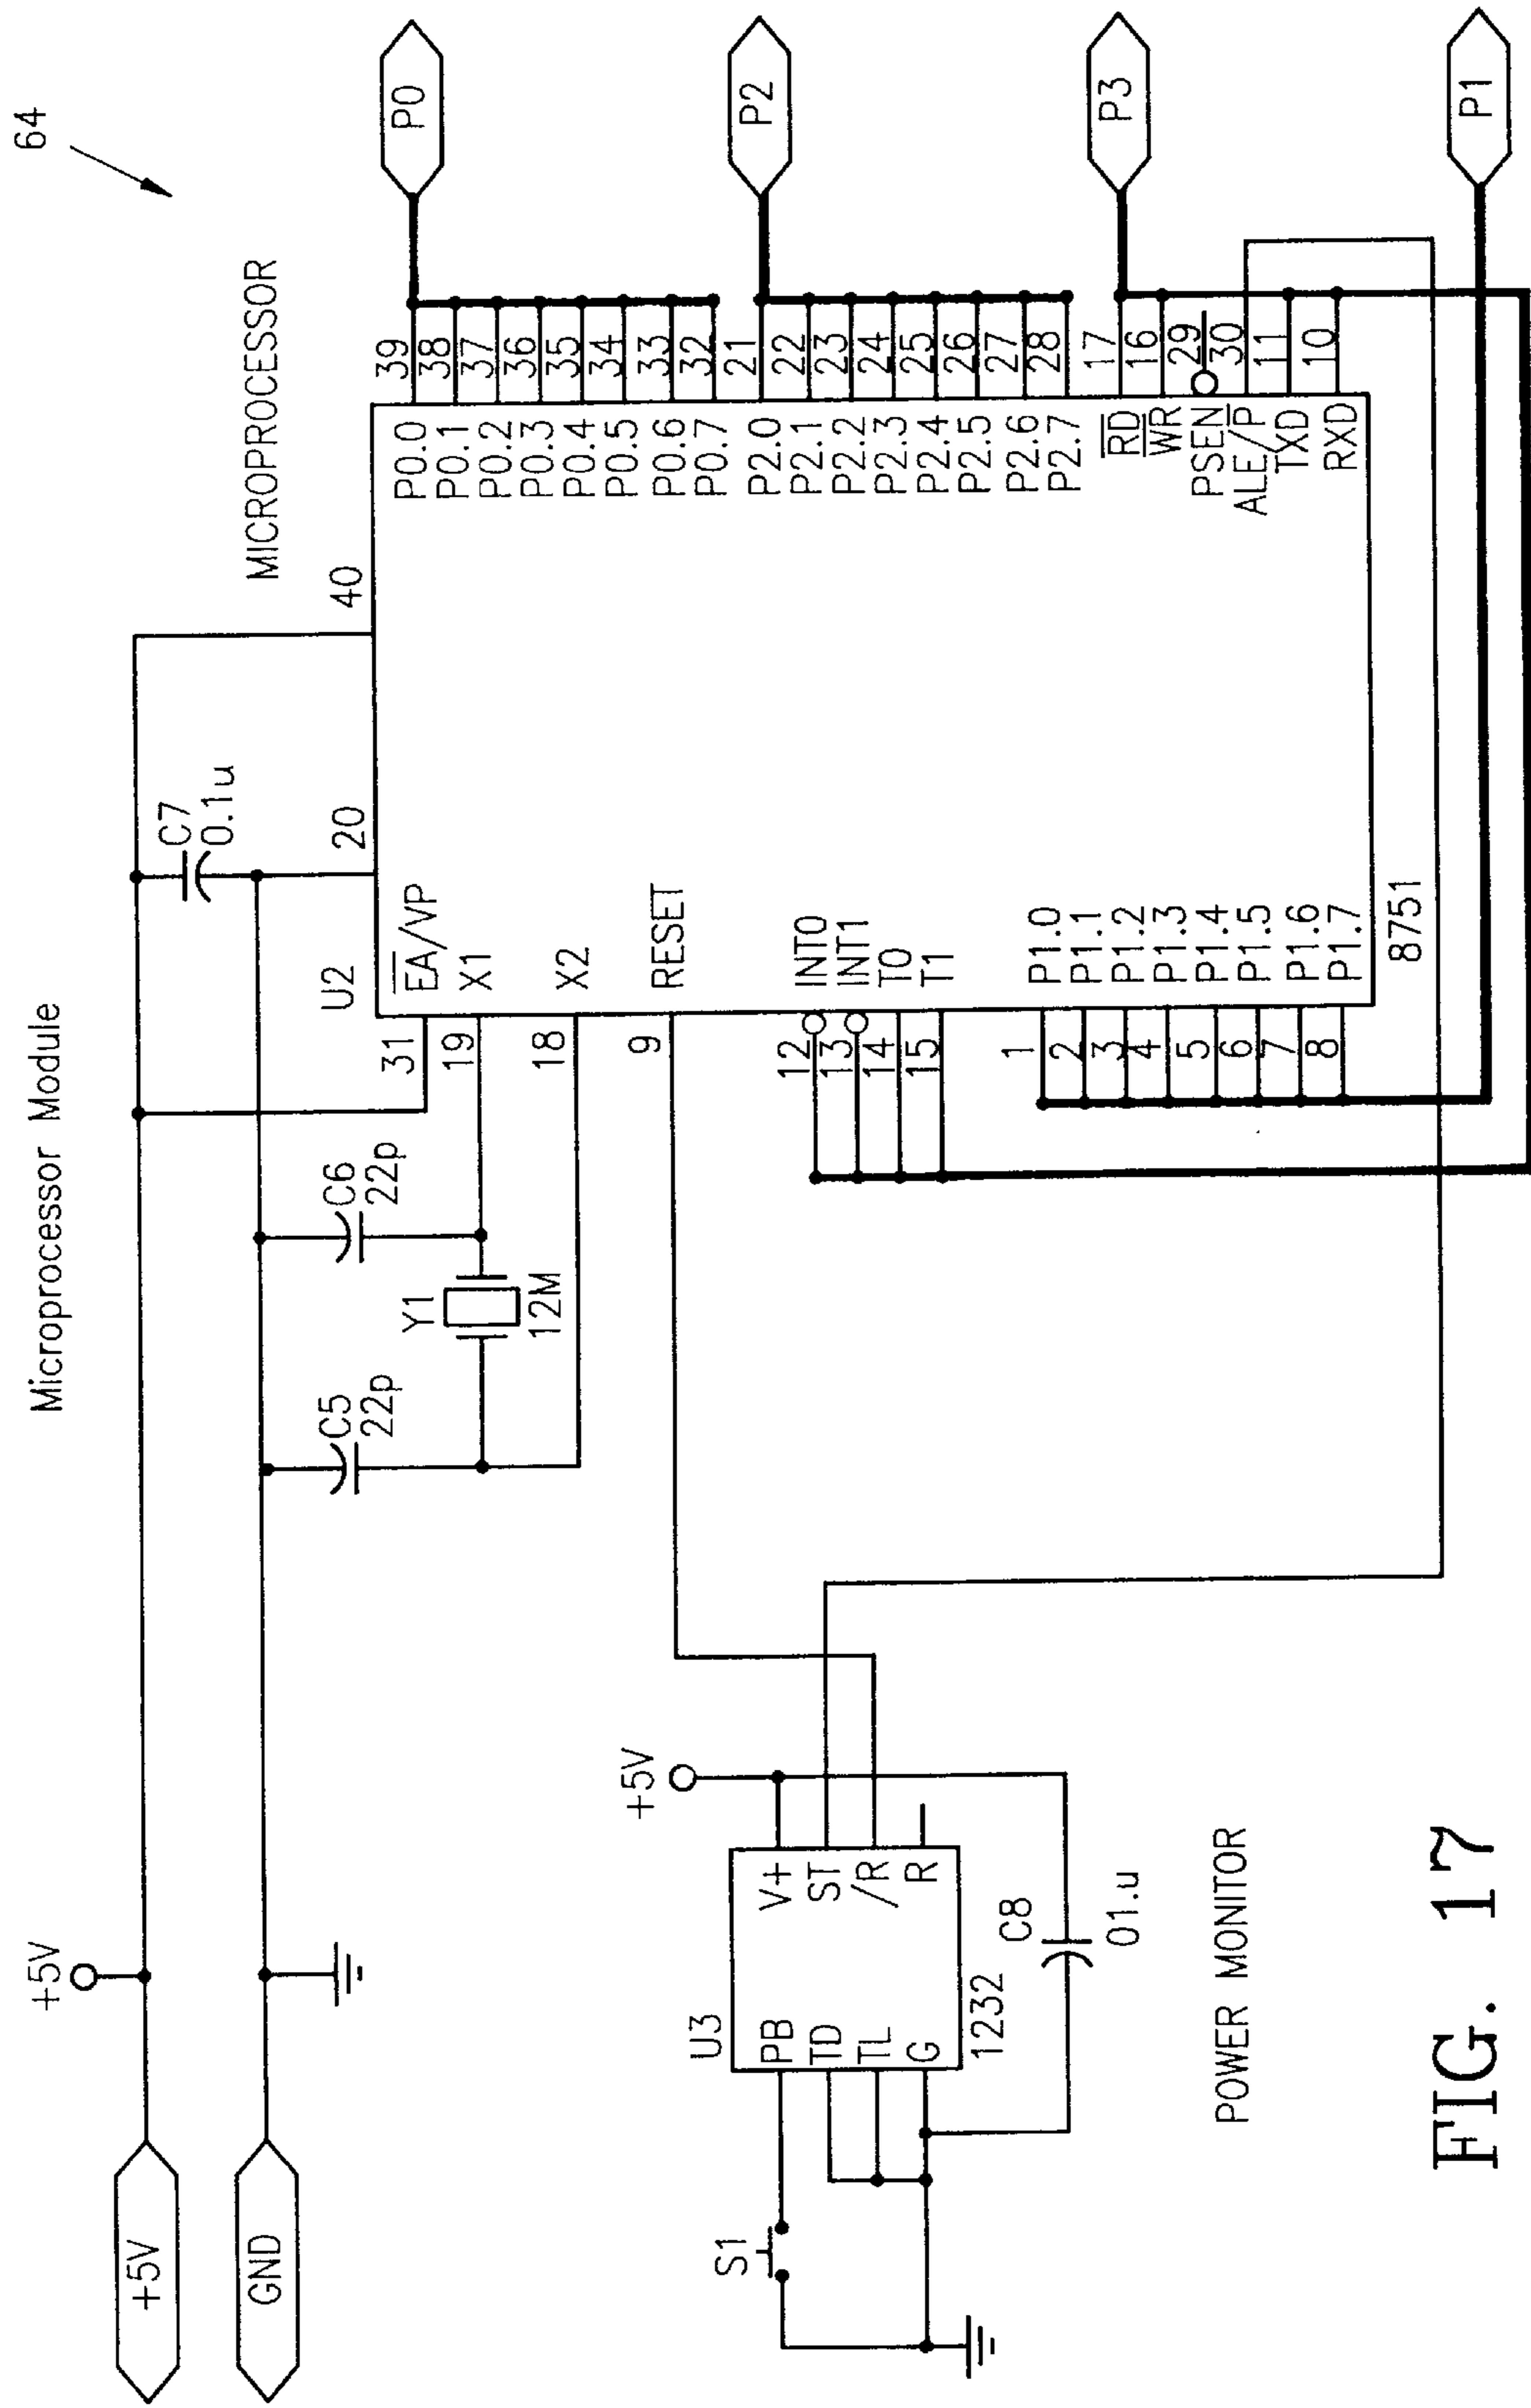 Microprocessor Module
64
+5V
+5V
GND
C5
22p
C6
22p
Y1
12M
C7
0.1u
MICROPROCESSOR
U2
20
40
31
19
18
9
12
13
14
15
1
2
3
4
5
6
7
8
EA/VP
X1
X2
RESET
INT0
INT1
T0
T1
P1.0
P1.1
P1.2
P1.3
P1.4
P1.5
P1.6
P1.7
8751
P0.0
P0.1
P0.2
P0.3
P0.4
P0.5
P0.6
P0.7
P2.0
P2.1
P2.2
P2.3
P2.4
P2.5
P2.6
P2.7
RD
WR
PSEN
ALE/P
TXD
RXD
39
38
37
36
35
34
33
32
21
22
23
24
25
26
27
28
17
16
29
30
11
10
P0
P2
P3
P1
S1
U3
PB
TD
TL
G
V+
ST
/R
R
1232
+5V
C8
01.u
POWER MONITOR
FIG. 17